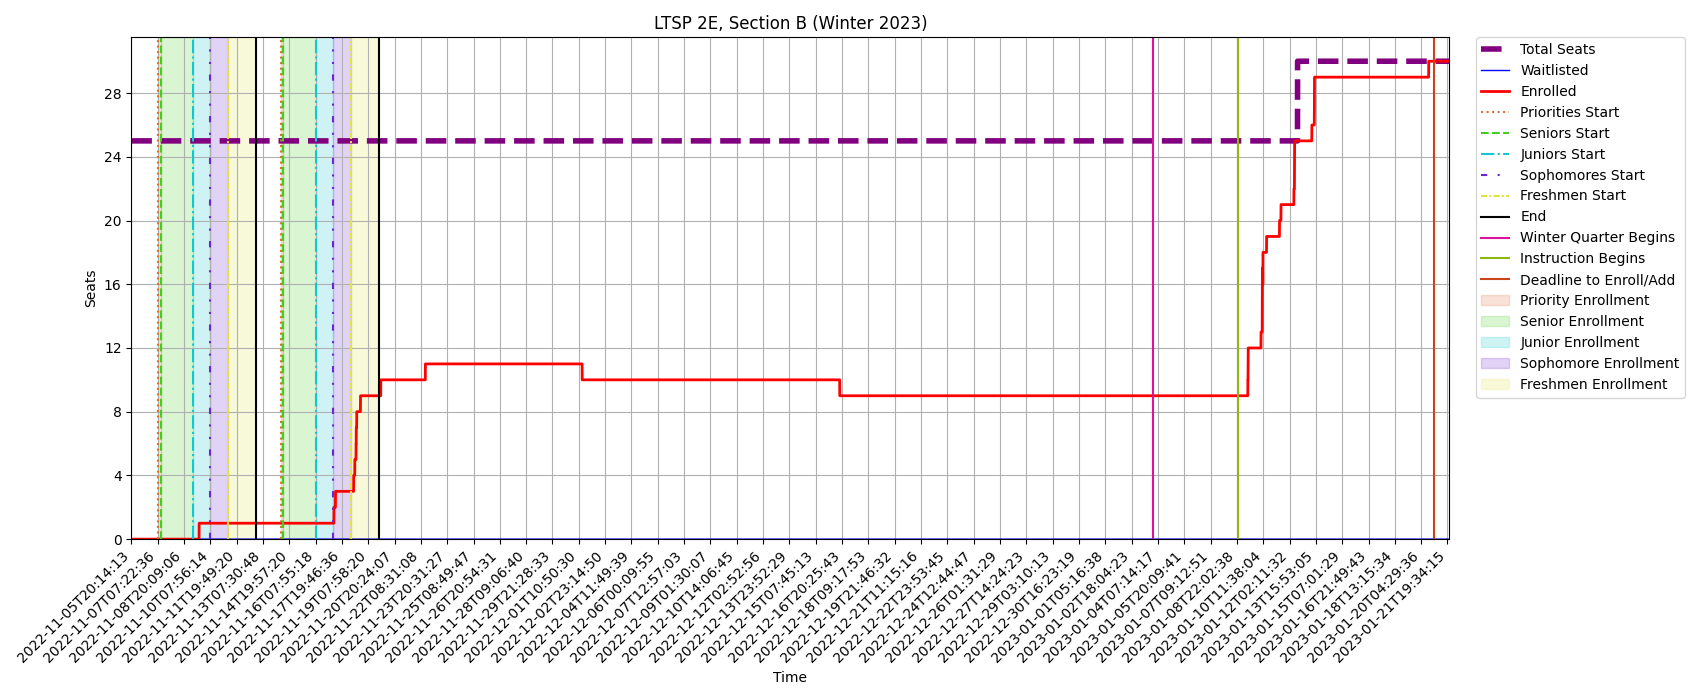 LTSP 2E, Section B (Winter 2023)
Seats
28
24
20
16
12
8
4
0
2022-11-05T20:14:13
2022-11-07T07:22:36
2022-11-08T20:09:06
2022-11-10T07:56:14
2022-11-11T19:49:20
2022-11-13T07:30:48
2022-11-14T19:57:20
2022-11-16T07:55:18
2022-11-17T19:46:36
2022-11-19T07:58:20
2022-11-20T20:24:07
2022-11-22T08:31:08
2022-11-23T20:31:27
2022-11-25T08:49:47
2022-11-26T20:54:31
2022-11-28T09:06:40
2022-11-29T21:28:33
2022-12-01T10:50:30
2022-12-02T23:14:50
2022-12-04T11:49:39
2022-12-06T00:09:55
2022-12-07T12:57:03
2022-12-09T01:30:07
2022-12-10T14:06:45
2022-12-12T02:52:56
2022-12-13T23:52:29
2022-12-15T07:45:13
2022-12-16T20:25:43
2022-12-18T09:17:53
2022-12-19T21:46:32
2022-12-21T11:15:16
2022-12-22T23:53:45
2022-12-24T12:44:47
2022-12-26T01:31:29
2022-12-27T14:24:23
2022-12-29T03:10:13
2022-12-30T16:23:19
2023-01-01T05:16:38
2023-01-02T18:04:23
2023-01-04T07:14:17
2023-01-05T20:09:41
2023-01-07T09:12:51
2023-01-08T22:02:38
2023-01-10T11:38:04
2023-01-12T02:11:32
2023-01-13T15:53:05
2023-01-15T07:01:29
2023-01-16T21:49:43
2023-01-18T13:15:34
2023-01-20T04:29:36
2023-01-21T19:34:15
Time
Total Seats
Waitlisted
Enrolled
Priorities Start
Seniors Start
Juniors Start
Sophomores Start
Freshmen Start
End
Winter Quarter Begins
Instruction Begins
Deadline to Enroll/Add
Priority Enrollment
Senior Enrollment
Junior Enrollment
Sophomore Enrollment
Freshmen Enrollment